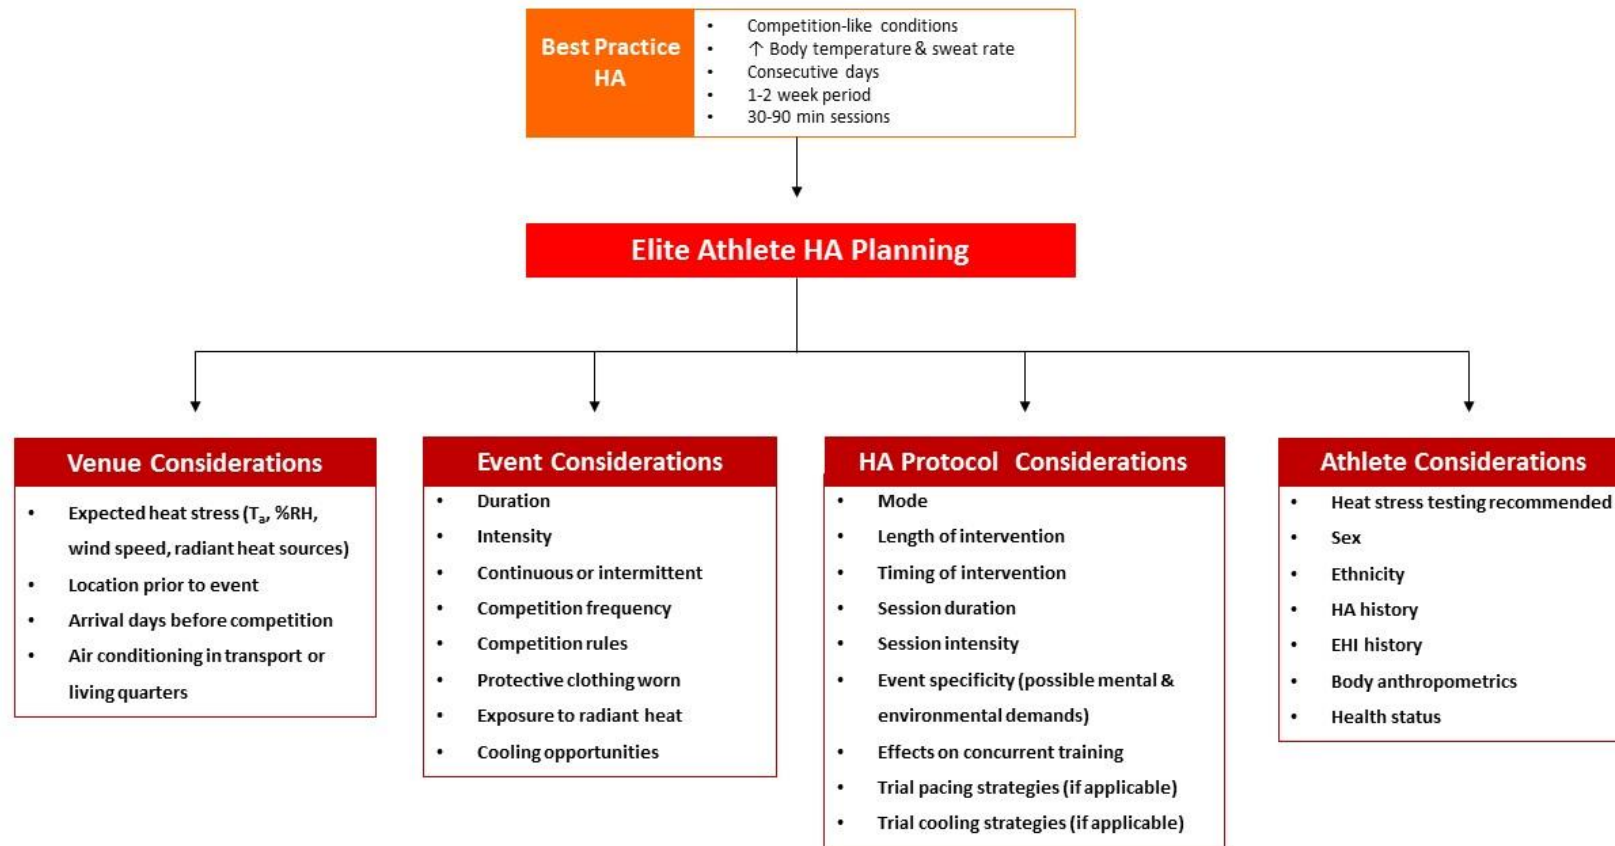 Best Practice
HA
• Competition-like conditions
• ↑ Body temperature & sweat rate
• Consecutive days
• 1-2 week period
• 30-90 min sessions
Elite Athlete HA Planning
Venue Considerations
• Expected heat stress (Tₐ, %RH,
wind speed, radiant heat sources)
• Location prior to event
• Arrival days before competition
• Air conditioning in transport or
living quarters
Event Considerations
• Duration
• Intensity
• Continuous or intermittent
• Competition frequency
• Competition rules
• Protective clothing worn
• Exposure to radiant heat
• Cooling opportunities
HA Protocol Considerations
• Mode
• Length of intervention
• Timing of intervention
• Session duration
• Session intensity
• Event specificity (possible mental &
environmental demands)
• Effects on concurrent training
• Trial pacing strategies (if applicable)
• Trial cooling strategies (if applicable)
Athlete Considerations
• Heat stress testing recommended
• Sex
• Ethnicity
• HA history
• EHI history
• Body anthropometrics
• Health status